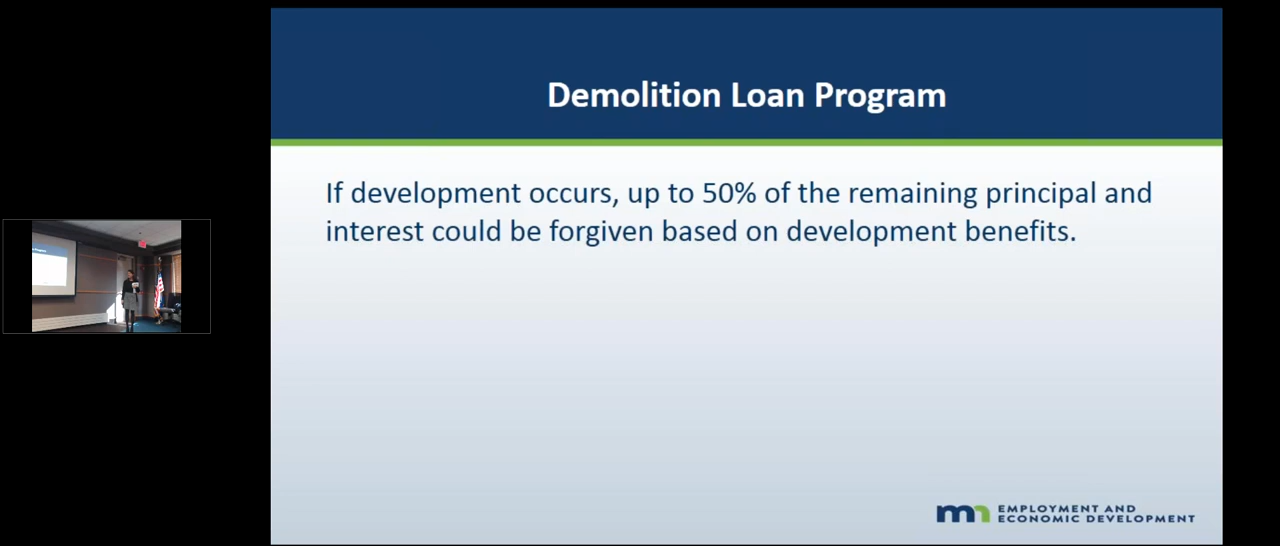 Demolition Loan Program
If development occurs, up to 50% of the remaining principal and
interest could be forgiven based on development benefits.
mn EMPLOYMENT AND
ECONOMIC DEVELOPMENT